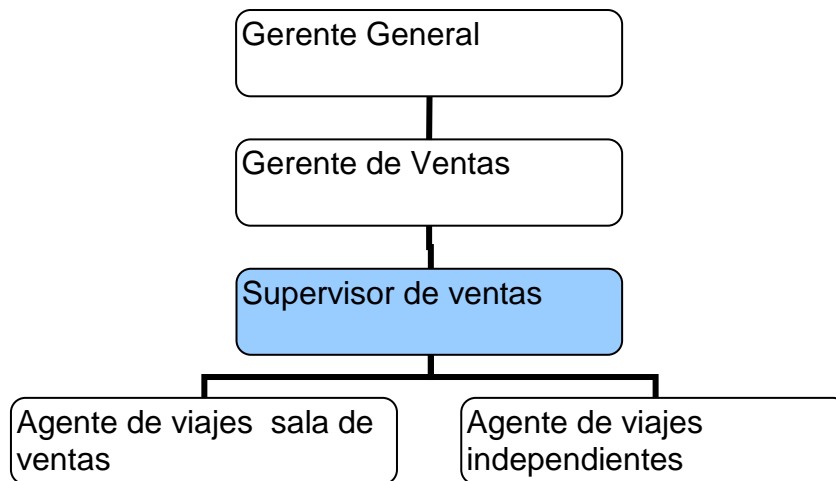 Gerente General
Gerente de Ventas
Supervisor de ventas
Agente de viajes  sala de
ventas
Agente de viajes
independientes